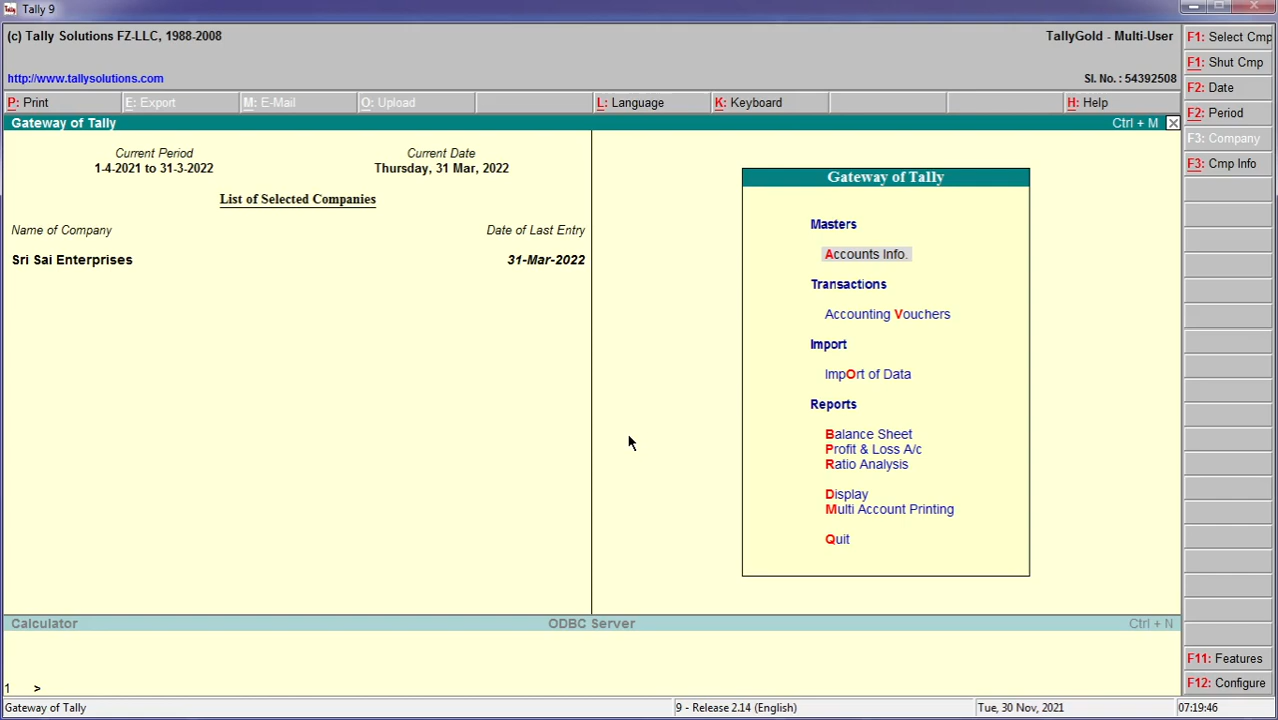 Tally 9
(c) Tally Solutions FZ-LLC, 1988-2008
TallyGold - Multi-User
http://www.tallysolutions.com
Sl. No. : 54392508
P: Print
E: Export
M: E-Mail
O: Upload
L: Language
K: Keyboard
H: Help
Gateway of Tally
Ctrl + M
Current Period
1-4-2021 to 31-3-2022
Current Date
Thursday, 31 Mar, 2022
List of Selected Companies
Name of Company
Date of Last Entry
Sri Sai Enterprises
31-Mar-2022
Gateway of Tally
Masters
Accounts Info.
Transactions
Accounting Vouchers
Import
ImpOrt of Data
Reports
Balance Sheet
Profit & Loss A/c
Ratio Analysis
Display
Multi Account Printing
Quit
F1: Select Cmp
F1: Shut Cmp
F2: Date
F2: Period
F3: Company
F3: Cmp Info
F11: Features
F12: Configure
Calculator
ODBC Server
Ctrl + N
1 >
Gateway of Tally
9 - Release 2.14 (English)
Tue, 30 Nov, 2021
07:19:46